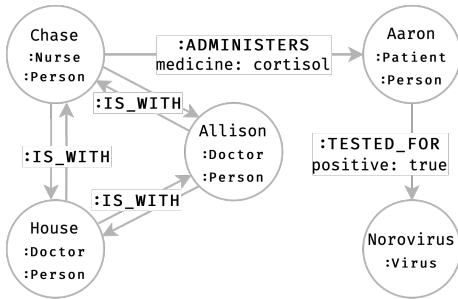 Chase
:Nurse
:Person
:ADMINISTERS
medicine: cortisol
Aaron
:Patient
:Person
:IS_WITH
Allison
:Doctor
:Person
:TESTED_FOR
positive: true
:IS_WITH
:IS_WITH
House
:Doctor
:Person
Norovirus
:Virus